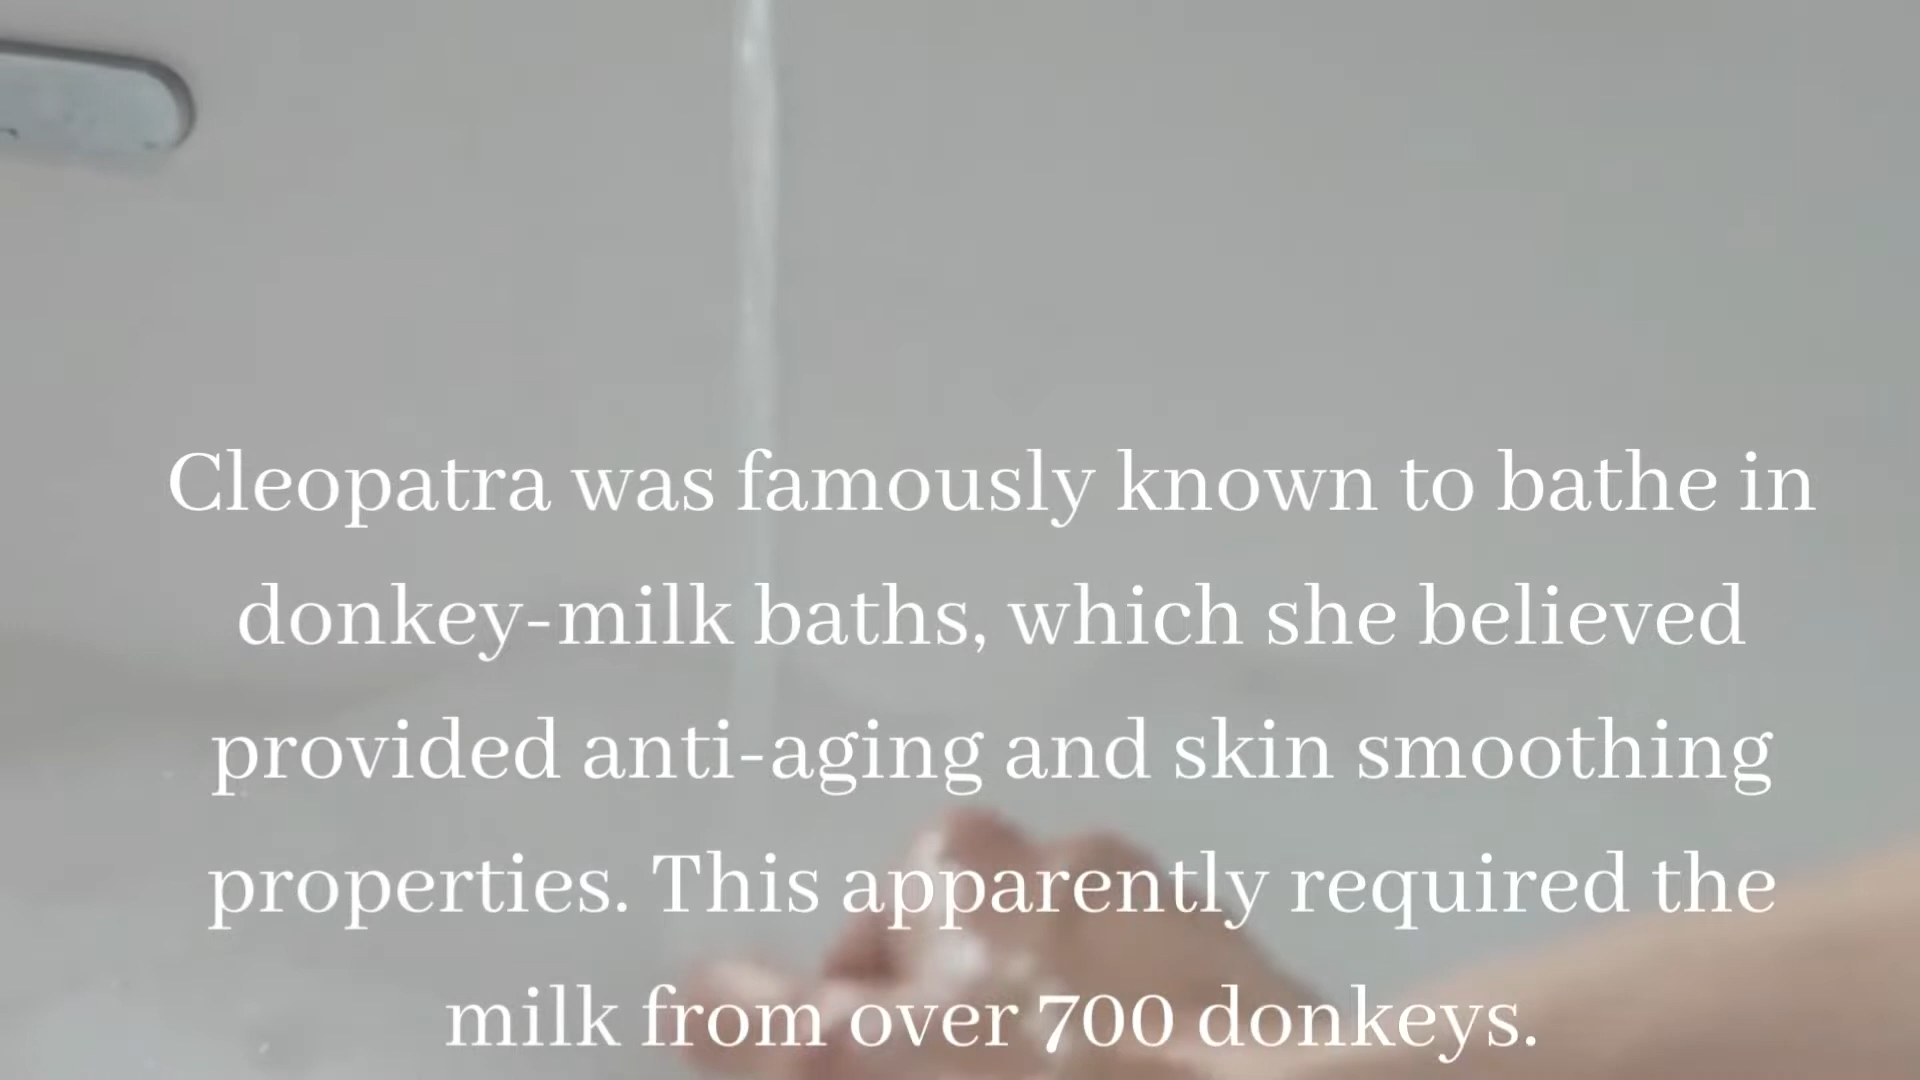 Cleopatra was famously known to bathe in
donkey-milk baths, which she believed
provided anti-aging and skin smoothing
properties. This apparently required the
milk from over 700 donkeys.